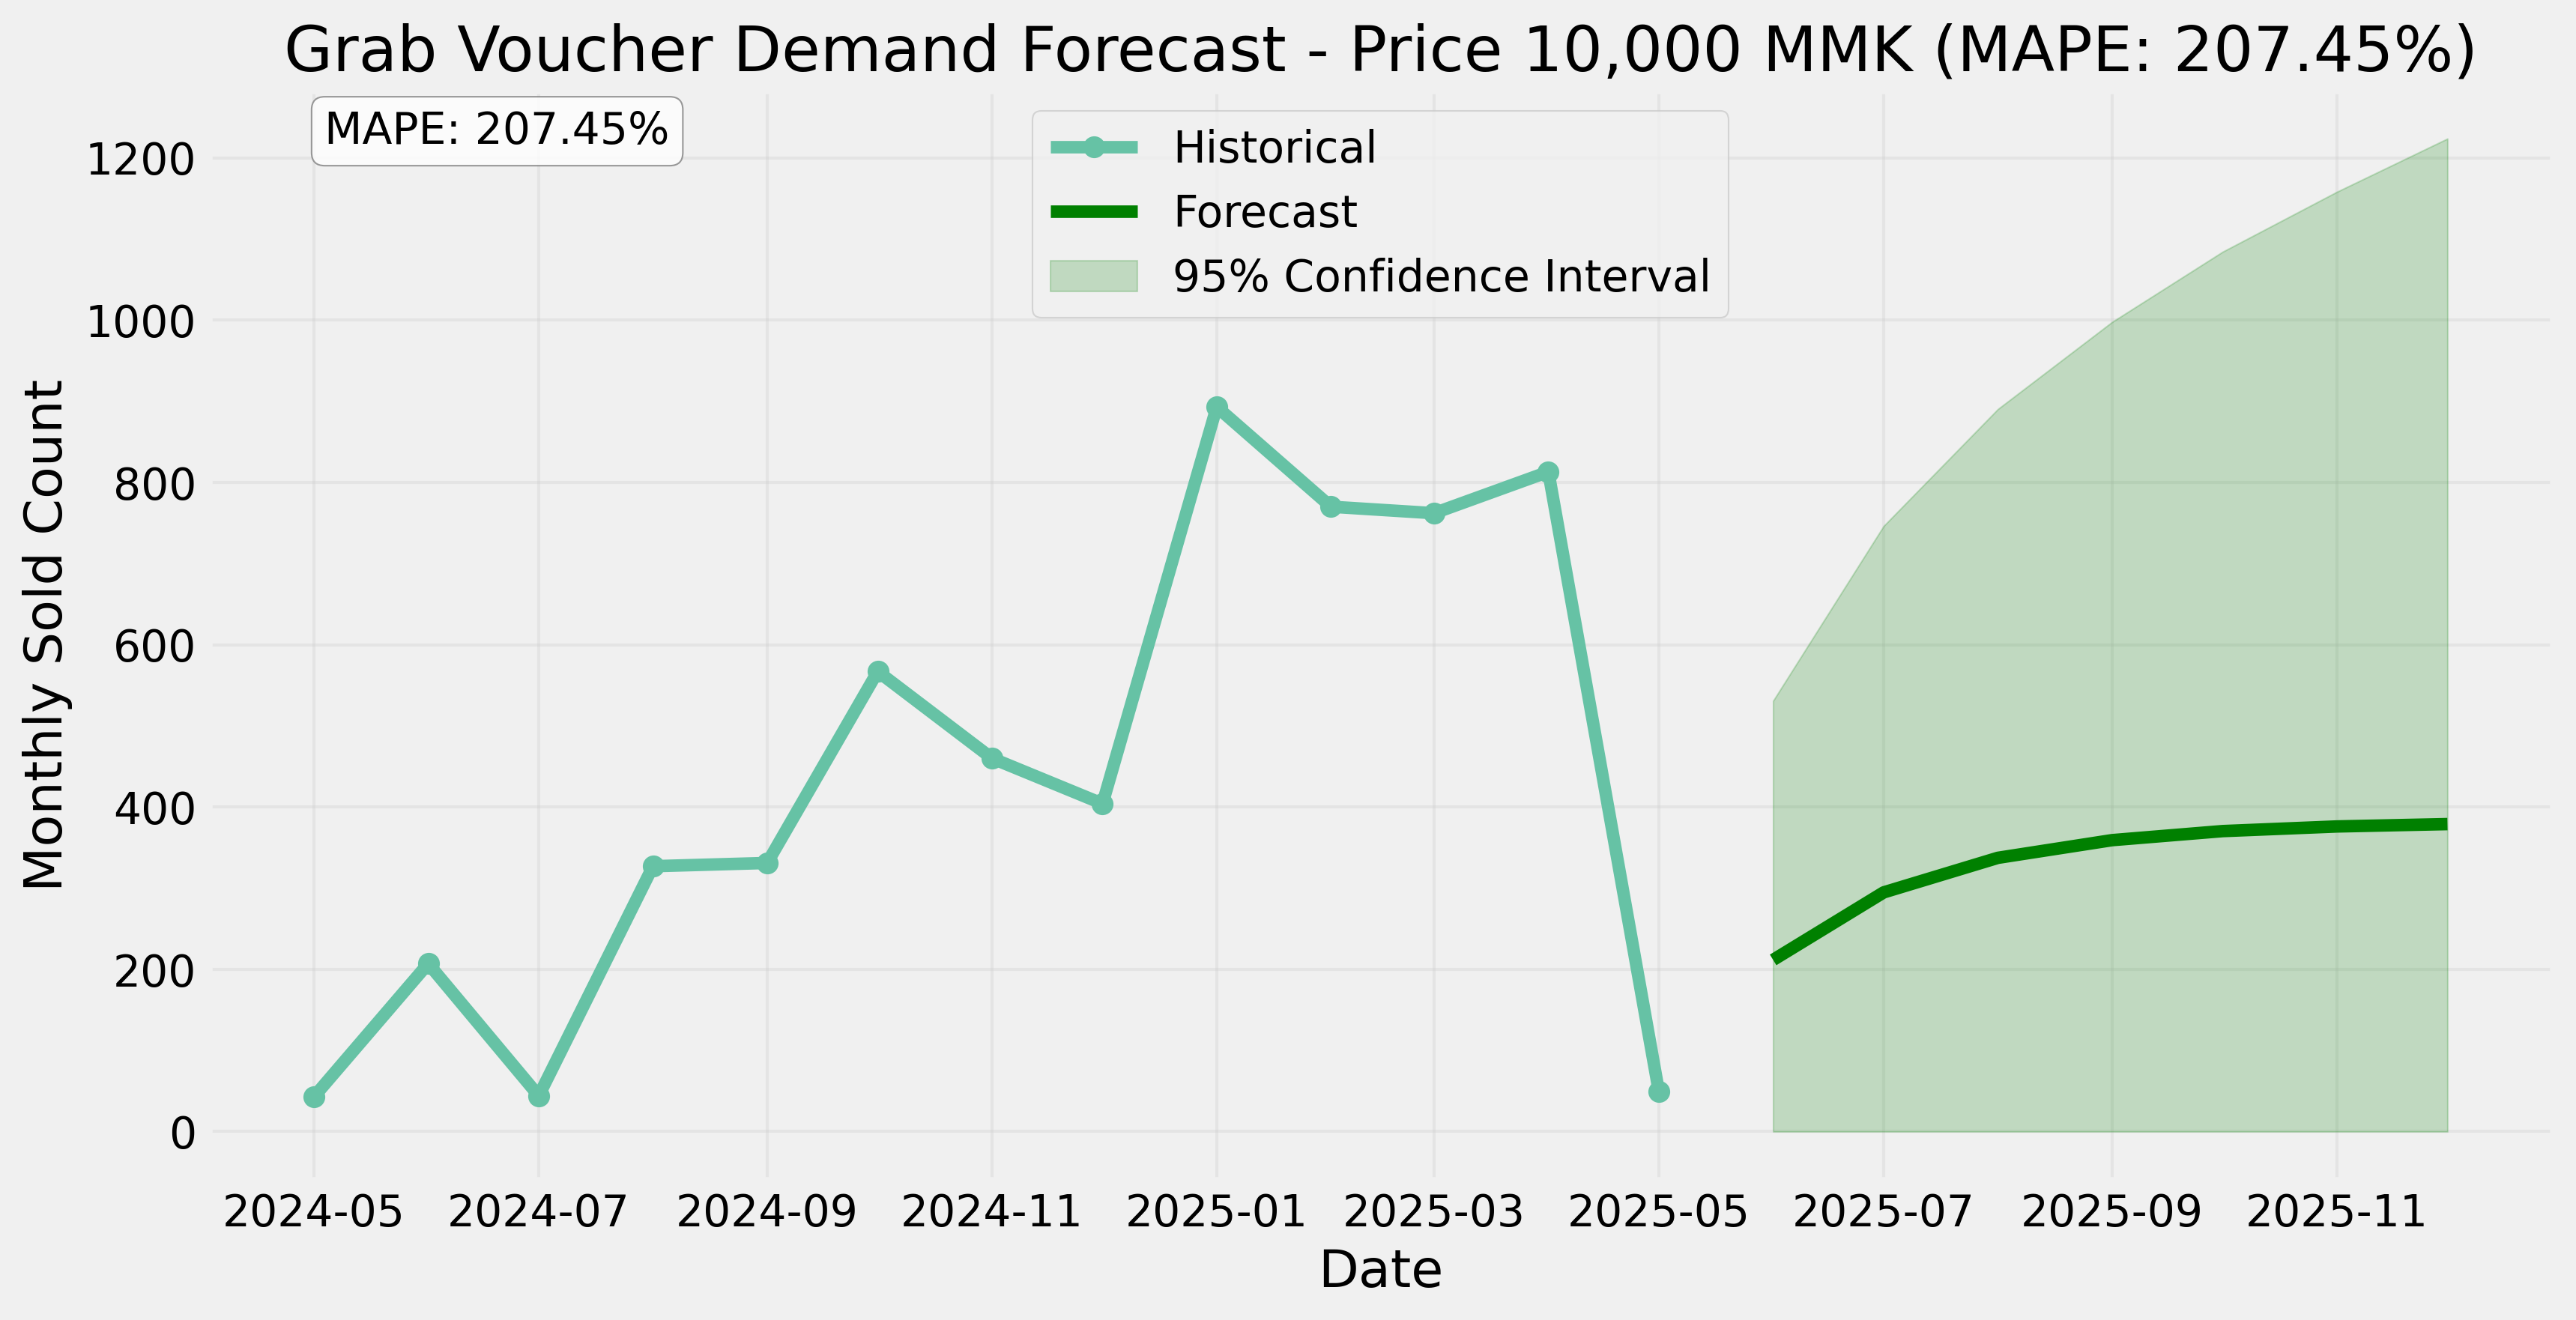 Grab Voucher Demand Forecast - Price 10,000 MMK (MAPE: 207.45%)
MAPE: 207.45%
Historical
Forecast
95% Confidence Interval
Monthly Sold Count
1200
1000
800
600
400
200
0
2024-05 2024-07 2024-09 2024-11 2025-01 2025-03 2025-05 2025-07 2025-09 2025-11
Date